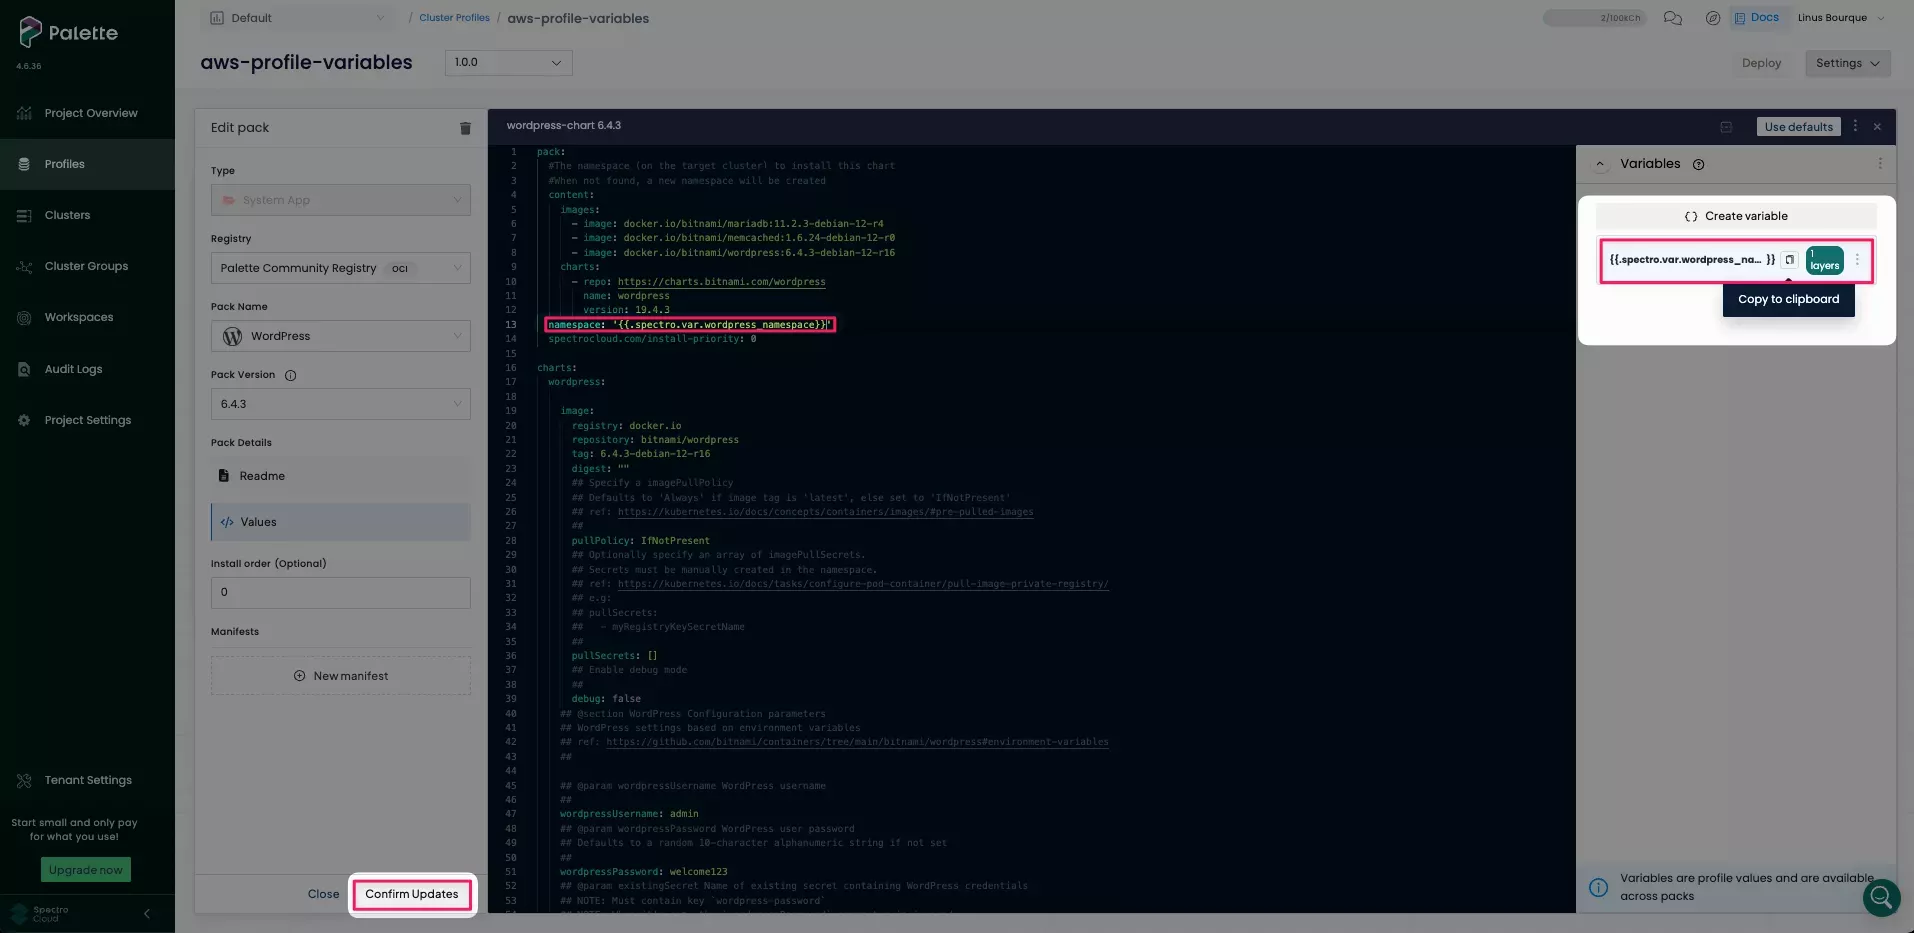 Palette
4.6.36
Project Overview
Profiles
Clusters
Cluster Groups
Workspaces
Audit Logs
Project Settings
Tenant Settings
Start small and only pay
for what you use!
Upgrade now
Spectro
Cloud
Default
/ Cluster Profiles / aws-profile-variables
2/100kCh
Docs
Linus Bourque
aws-profile-variables
1.0.0
Deploy
Settings
Edit pack
Type
System App
Registry
Palette Community Registry OCI
Pack Name
WordPress
Pack Version
6.4.3
Pack Details
Readme
</> Values
Install order (Optional)
0
Manifests
New manifest
Close
Confirm Updates
wordpress-chart 6.4.3
Use defaults
1 pack:
2 #The namespace (on the target cluster) to install this chart
3 #When not found, a new namespace will be created
4 content:
5 images:
6 - image: docker.io/bitnami/mariadb:11.2.3-debian-12-r4
7 - image: docker.io/bitnami/memcached:1.6.24-debian-12-r0
8 - image: docker.io/bitnami/wordpress:6.4.3-debian-12-r16
9 charts:
10 - repo: https://charts.bitnami.com/wordpress
11 name: wordpress
12 version: 19.4.3
13 namespace: '{{.spectro.var.wordpress_namespace}}'
14 spectrocloud.com/install-priority: 0
15
16 charts:
17 wordpress:
18
19 image:
20 registry: docker.io
21 repository: bitnami/wordpress
22 tag: 6.4.3-debian-12-r16
23 digest: ""
24 ## Specify a imagePullPolicy
25 ## Defaults to 'Always' if image tag is 'latest', else set to 'IfNotPresent'
26 ## ref: https://kubernetes.io/docs/concepts/containers/images/#pre-pulled-images
27 ##
28 pullPolicy: IfNotPresent
29 ## Optionally specify an array of imagePullSecrets.
30 ## Secrets must be manually created in the namespace.
31 ## ref: https://kubernetes.io/docs/tasks/configure-pod-container/pull-image-private-registry/
32 ## e.g:
33 ## pullSecrets:
34 ##   - myRegistryKeySecretName
35 ##
36 pullSecrets: []
37 ## Enable debug mode
38 ##
39 debug: false
40 ## @section WordPress Configuration parameters
41 ## WordPress settings based on environment variables
42 ## ref: https://github.com/bitnami/containers/tree/main/bitnami/wordpress#environment-variables
43 ##
44
45 ## @param wordpressUsername WordPress username
46 ##
47 wordpressUsername: admin
48 ## @param wordpressPassword WordPress user password
49 ## Defaults to a random 10-character alphanumeric string if not set
50 ##
51 wordpressPassword: welcome123
52 ## @param existingSecret Name of existing secret containing WordPress credentials
53 ## NOTE: Must contain key `wordpress-password`
Variables
{} Create variable
{{.spectro.var.wordpress_na... }}
1
layers
Copy to clipboard
Variables are profile values and are available
across packs